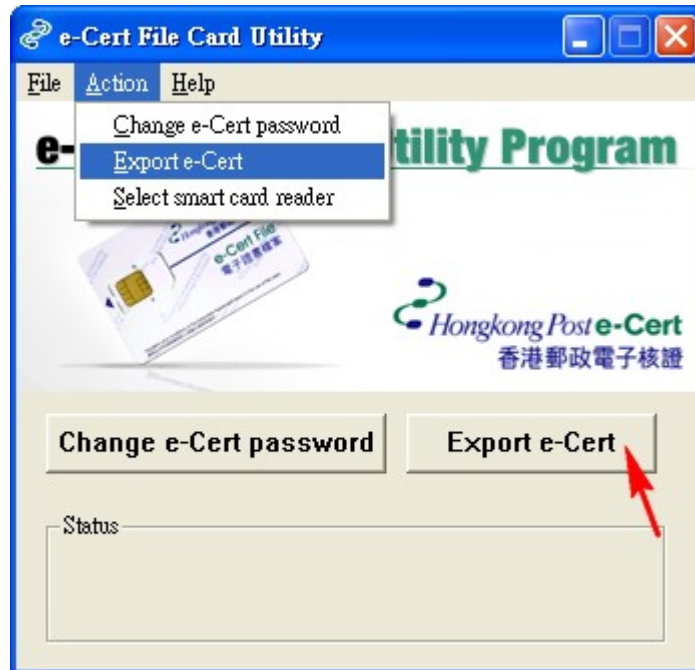 e-Cert File Card Utility
File Action Help
Change e-Cert password
Export e-Cert
Select smart card reader
e-
tility Program
e-Cert File
電子證書檔案
Hongkong Post e-Cert
香港郵政電子核證
Change e-Cert password
Export e-Cert
Status